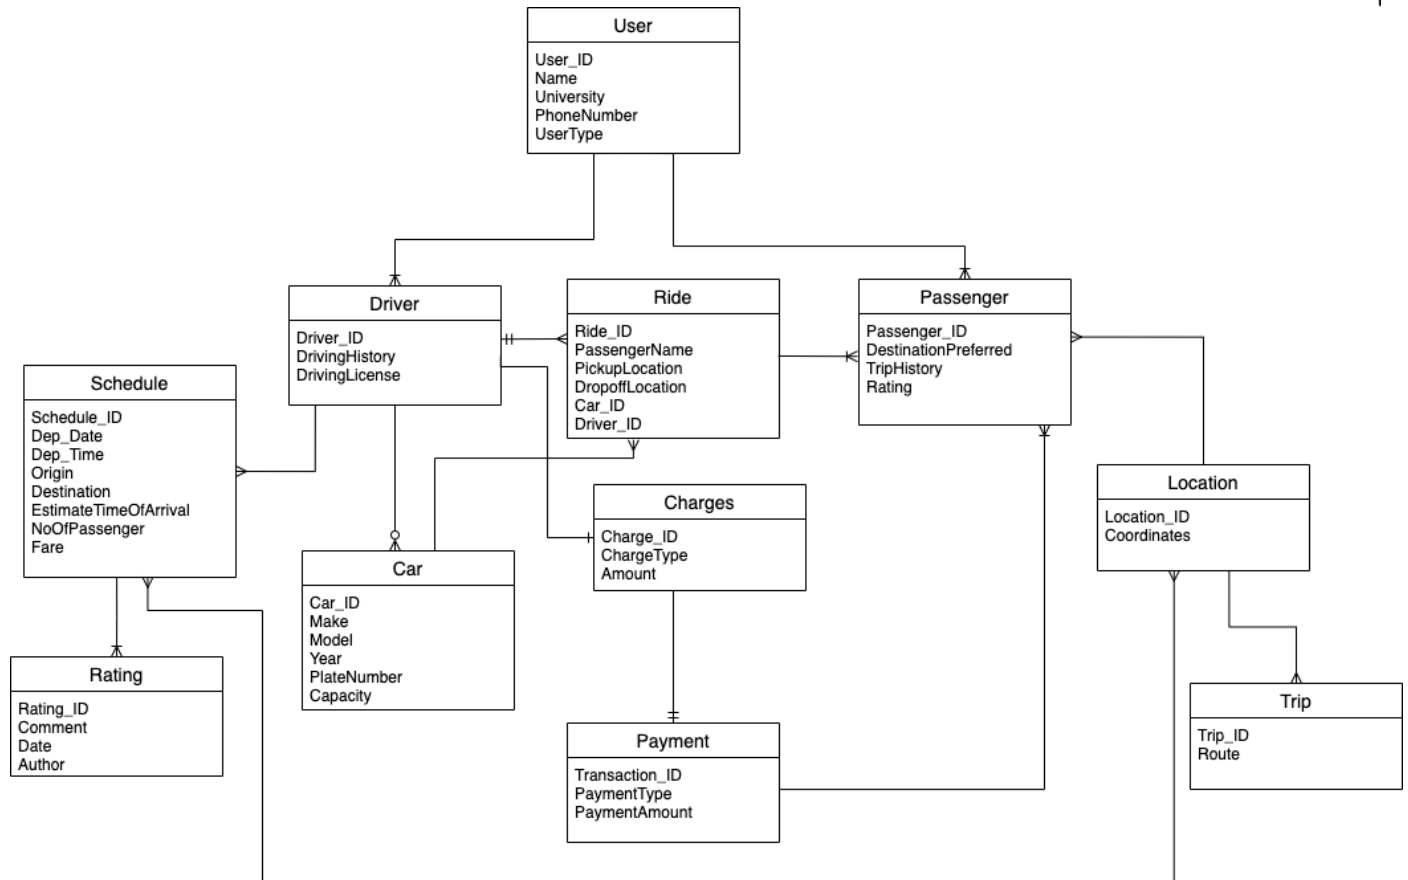 User
User_ID
Name
University
PhoneNumber
UserType
Driver
Driver_ID
DrivingHistory
DrivingLicense
Ride
Ride_ID
PassengerName
PickupLocation
DropoffLocation
Car_ID
Driver_ID
Passenger
Passenger_ID
DestinationPreferred
TripHistory
Rating
Schedule
Schedule_ID
Dep_Date
Dep_Time
Origin
Destination
EstimateTimeOfArrival
NoOfPassenger
Fare
Charges
Charge_ID
ChargeType
Amount
Location
Location_ID
Coordinates
Car
Car_ID
Make
Model
Year
PlateNumber
Capacity
Rating
Rating_ID
Comment
Date
Author
Payment
Transaction_ID
PaymentType
PaymentAmount
Trip
Trip_ID
Route